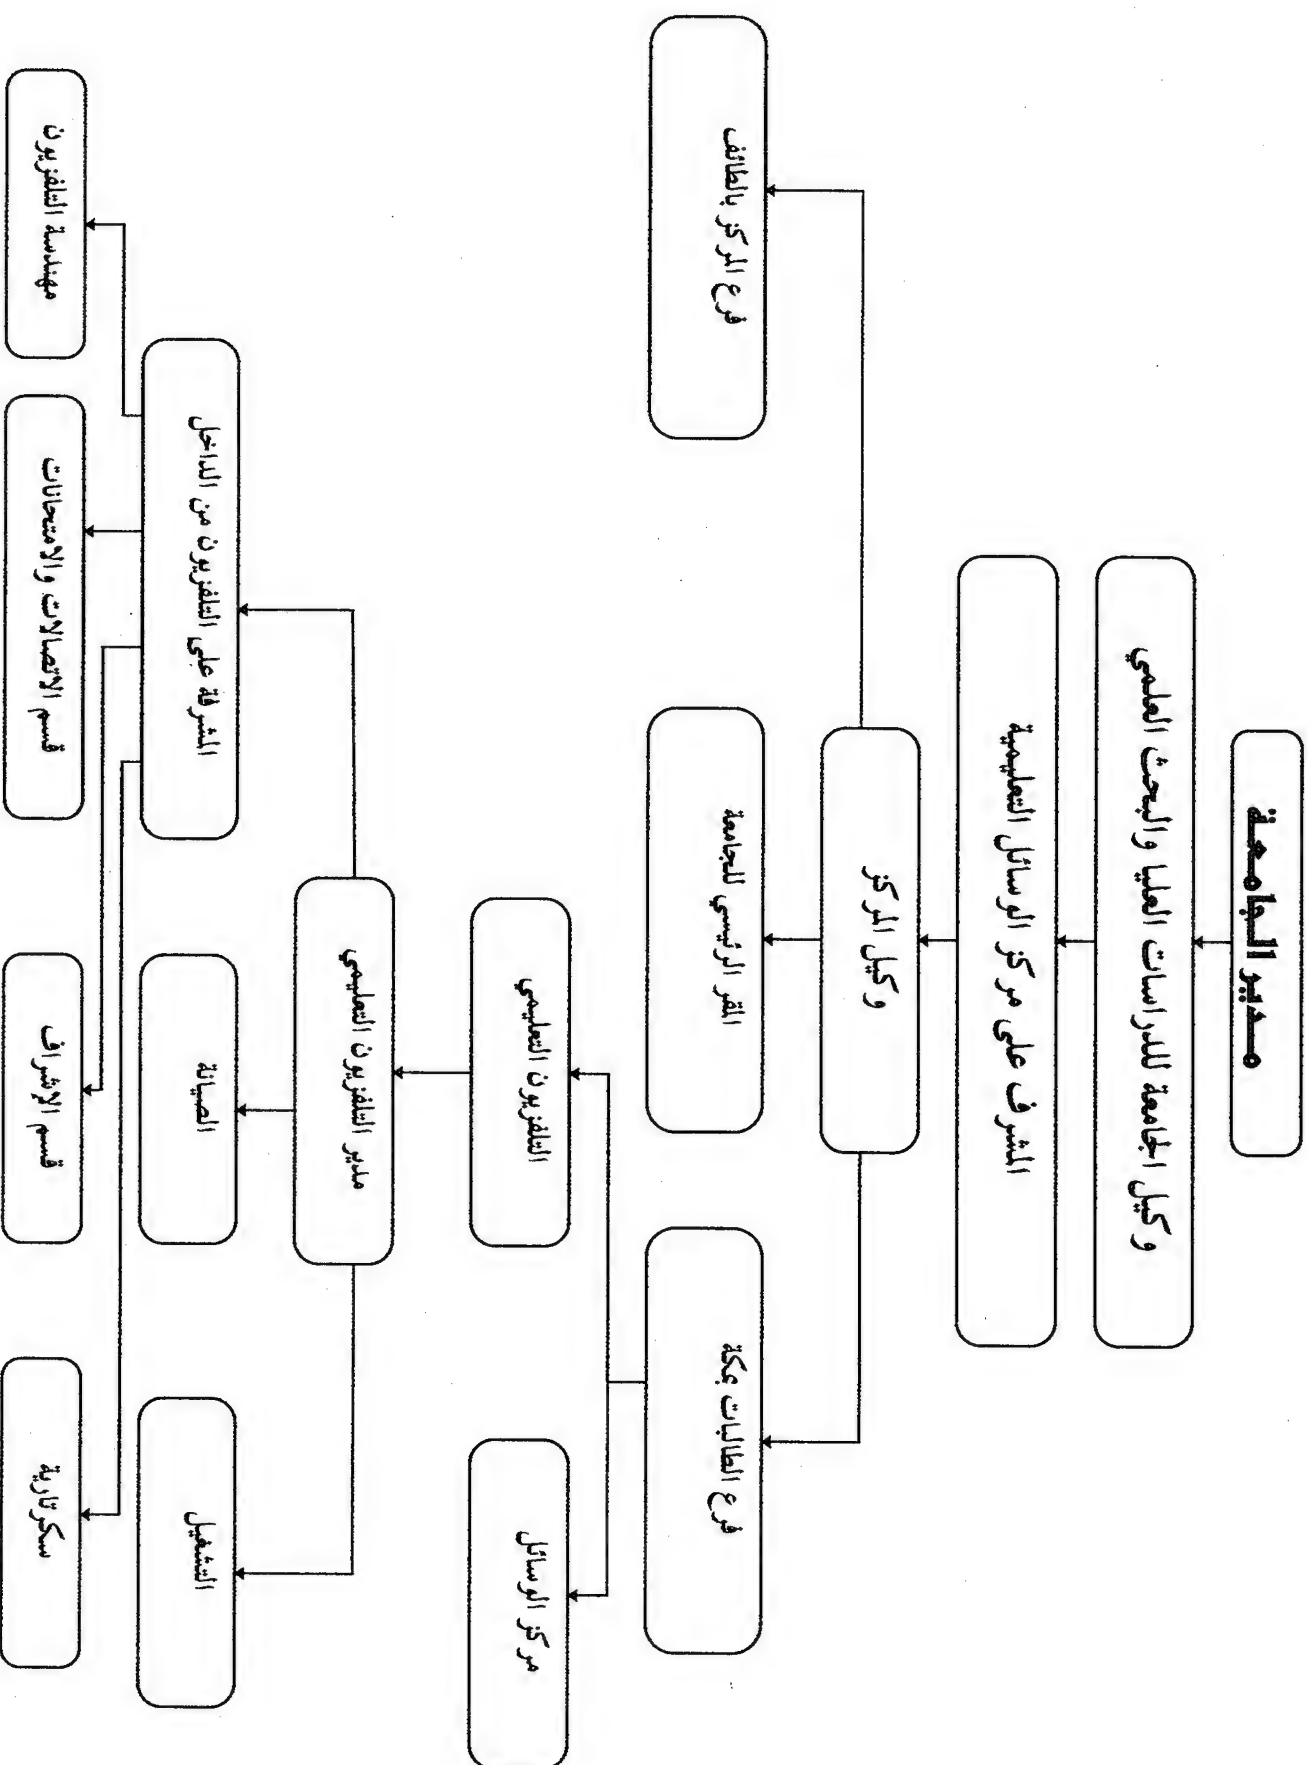 مدير الجامعة
وكيل الجامعة للدراسات العليا والبحث العلمي
المشرف على مركز الوسائل التعليمية
وكيل المركز
فرع الطالبات بمكة
المقر الرئيسي للجامعة
فرع المركز بالطائف
مركز الوسائل
التلفزيون التعليمي
مدير التلفزيون التعليمي
التشغيل
الصيانة
المشرفة على التلفزيون من الداخل
سكرتارية
قسم الإشراف
قسم الاتصالات والامتحانات
مهندسة التلفزيون